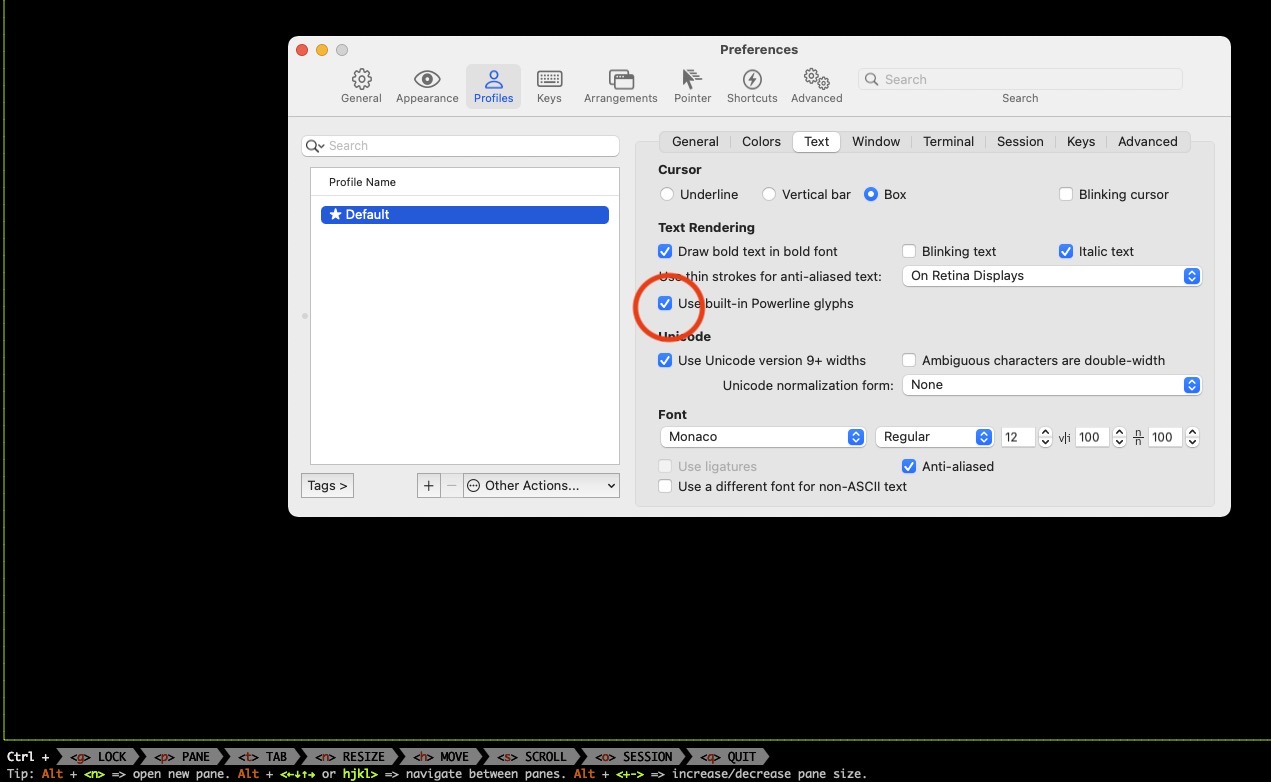 Preferences
General Appearance Profiles Keys Arrangements Pointer Shortcuts Advanced Search
Search
Search
Profile Name
★ Default
Tags > + − Other Actions...
General Colors Text Window Terminal Session Keys Advanced
Cursor
Underline Vertical bar Box Blinking cursor
Text Rendering
Draw bold text in bold font Blinking text Italic text
Use thin strokes for anti-aliased text: On Retina Displays
Use built-in Powerline glyphs
Unicode
Use Unicode version 9+ widths Ambiguous characters are double-width
Unicode normalization form: None
Font
Monaco Regular 12 v|i 100 n/n 100
Use ligatures Anti-aliased
Use a different font for non-ASCII text
Ctrl + <g> LOCK <p> PANE <t> TAB <n> RESIZE <h> MOVE <s> SCROLL <o> SESSION <q> QUIT
Tip: Alt + <n> => open new pane. Alt + <←↓↑→ or hjkl> => navigate between panes. Alt + <+-> => increase/decrease pane size.